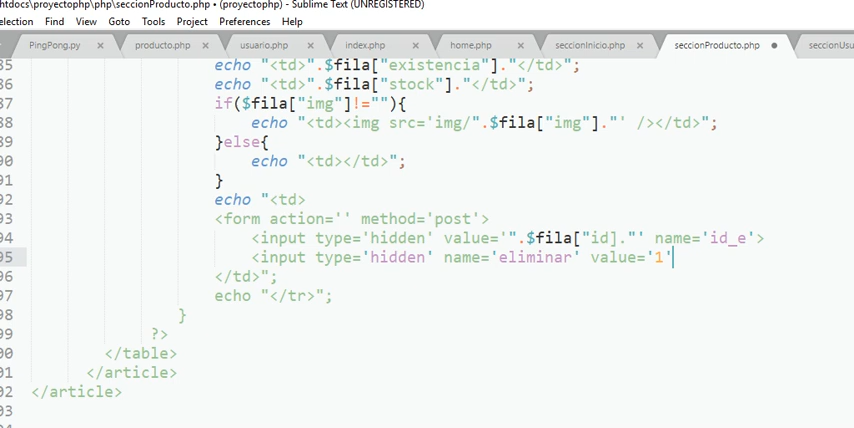 htdocs\proyectophp\php\seccionProducto.php • (proyectophp) - Sublime Text (UNREGISTERED)
election Find View Goto Tools Project Preferences Help
PingPong.py × producto.php × usuario.php × index.php × home.php × seccionInicio.php × seccionProducto.php • seccionUsu
85 echo "<td>".$fila["existencia"]."</td>";
86 echo "<td>".$fila["stock"]."</td>";
87 if($fila["img"]!=""){
88 echo "<td><img src='img/".$fila["img"]."' /></td>";
89 }else{
90 echo "<td></td>";
91 }
92 echo "<td>
93 <form action='' method='post'>
94 <input type='hidden' value='".$fila["id]."' name='id_e'>
95 <input type='hidden' name='eliminar' value='1'
96 </td>";
97 echo "</tr>";
98 }
99 ?>
00 </table>
01 </article>
02 </article>
03